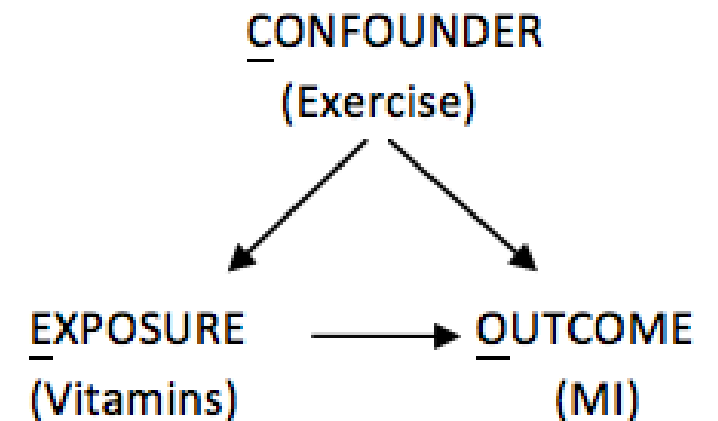 CONFOUNDER
(Exercise)
EXPOSURE
OUTCOME
(Vitamins)
(MI)